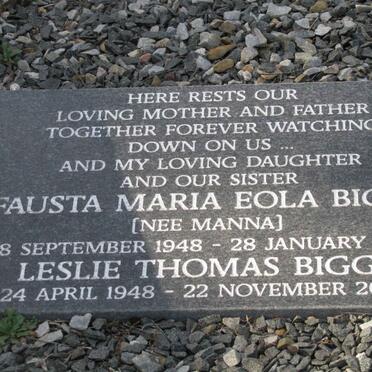 HERE RESTS OUR
LOVING MOTHER AND FATHER
TOGETHER FOREVER WATCHING
DOWN ON US ...
AND MY LOVING DAUGHTER
AND OUR SISTER
FAUSTA MARIA EOLA
[NEE MANNA]
8 SEPTEMBER 1948 - 28 JANUARY
LESLIE THOMAS BIGG
24 APRIL 1948 - 22 NOVEMBER